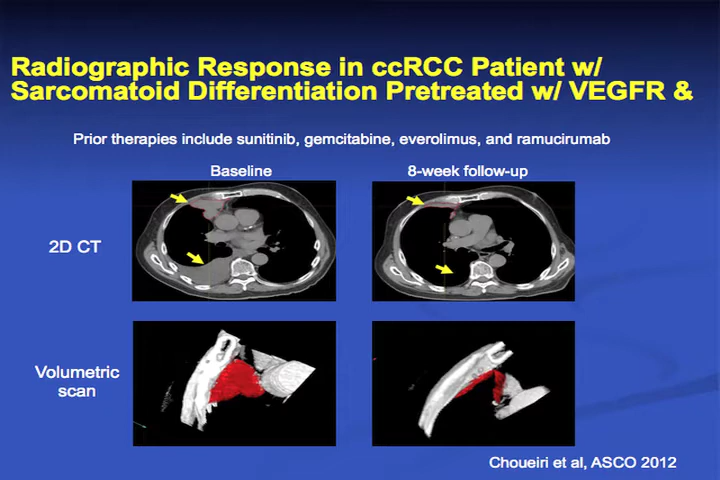 Radiographic Response in ccRCC Patient w/
Sarcomatoid Differentiation Pretreated w/ VEGFR &
Prior therapies include sunitinib, gemcitabine, everolimus, and ramucirumab
Baseline
8-week follow-up
2D CT
Volumetric
scan
Choueiri et al, ASCO 2012